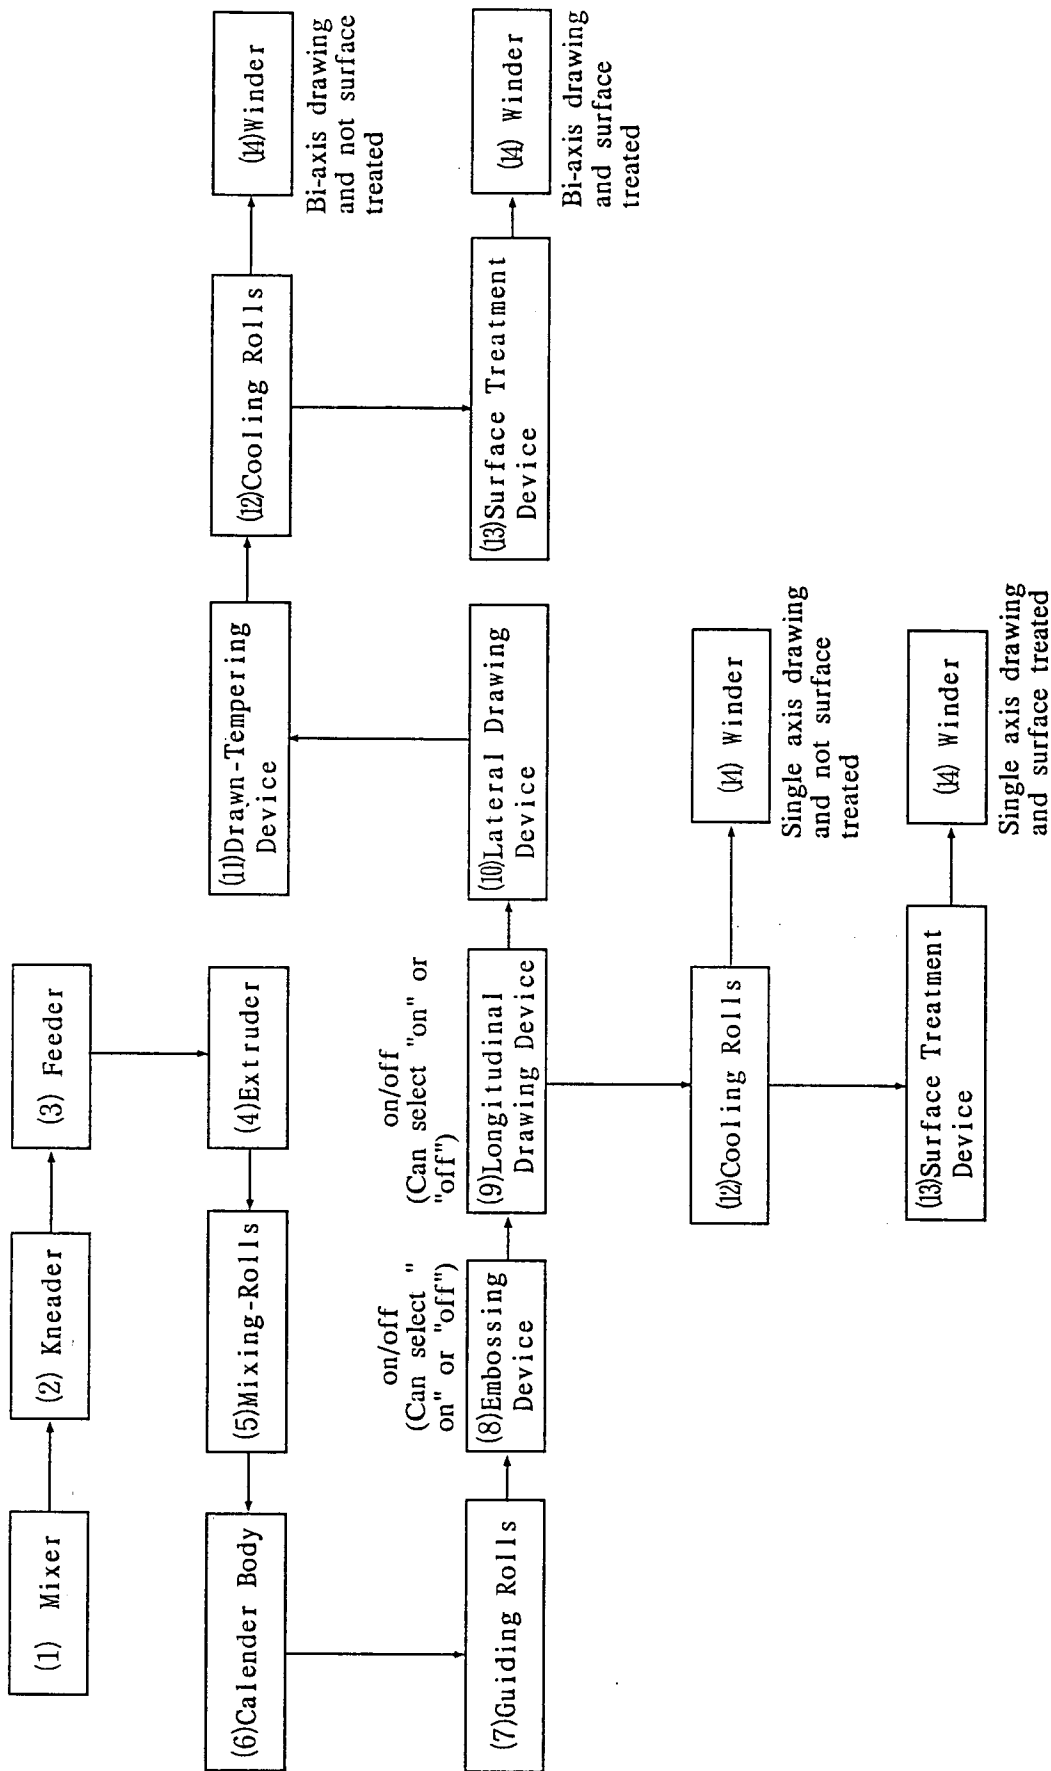 (1) Mixer
(2) Kneader
(3) Feeder
(4)Extruder
(5)Mixing-Rolls
(6)Calender Body
(7)Guiding Rolls
on/off
(Can select "
on" or "off")
(8)Embossing
Device
on/off
(Can select "on" or
"off")
(9)Longitudinal
Drawing Device
(10)Lateral Drawing
Device
(11)Drawn-Tempering
Device
(12)Cooling Rolls
(14)Winder
Bi-axis drawing
and not surface
treated
(13)Surface Treatment
Device
(14) Winder
Bi-axis drawing
and surface
treated
(12)Cooling Rolls
(14) Winder
Single axis drawing
and not surface
treated
(13)Surface Treatment
Device
(14) Winder
Single axis drawing
and surface treated